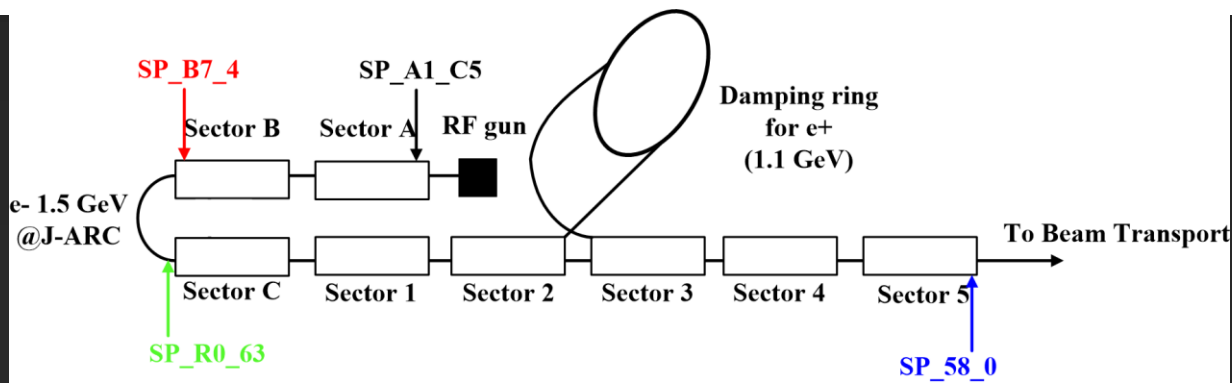 SP_B7_4
SP_A1_C5
Damping ring
for e+
(1.1 GeV)
Sector B
Sector A
RF gun
e- 1.5 GeV
@J-ARC
To Beam Transport
Sector C
Sector 1
Sector 2
Sector 3
Sector 4
Sector 5
SP_R0_63
SP_58_0